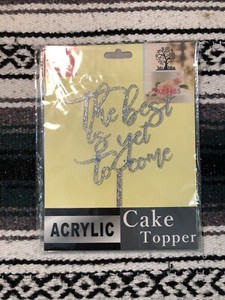 The best
Is yet
to come
ACRYLIC
Cake
Topper